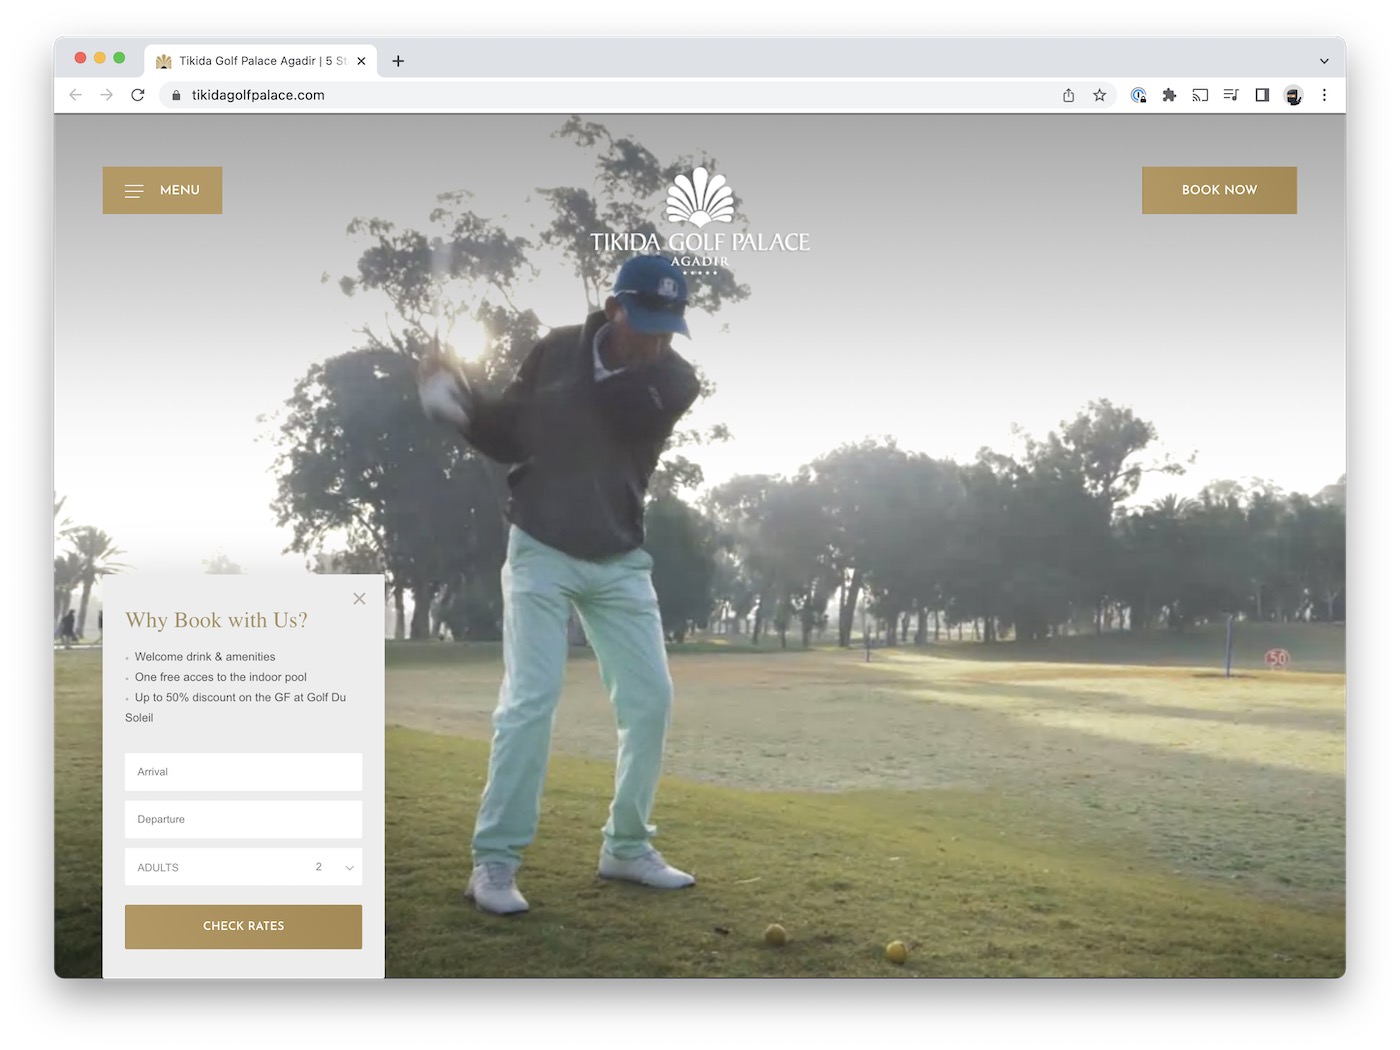 Tikida Golf Palace Agadir | 5 St
tikidagolfpalace.com
MENU
TIKIDA GOLF PALACE
AGADIR
BOOK NOW
Why Book with Us?
Welcome drink & amenities
One free acces to the indoor pool
Up to 50% discount on the GF at Golf Du
Soleil
Arrival
Departure
ADULTS 2
CHECK RATES
50